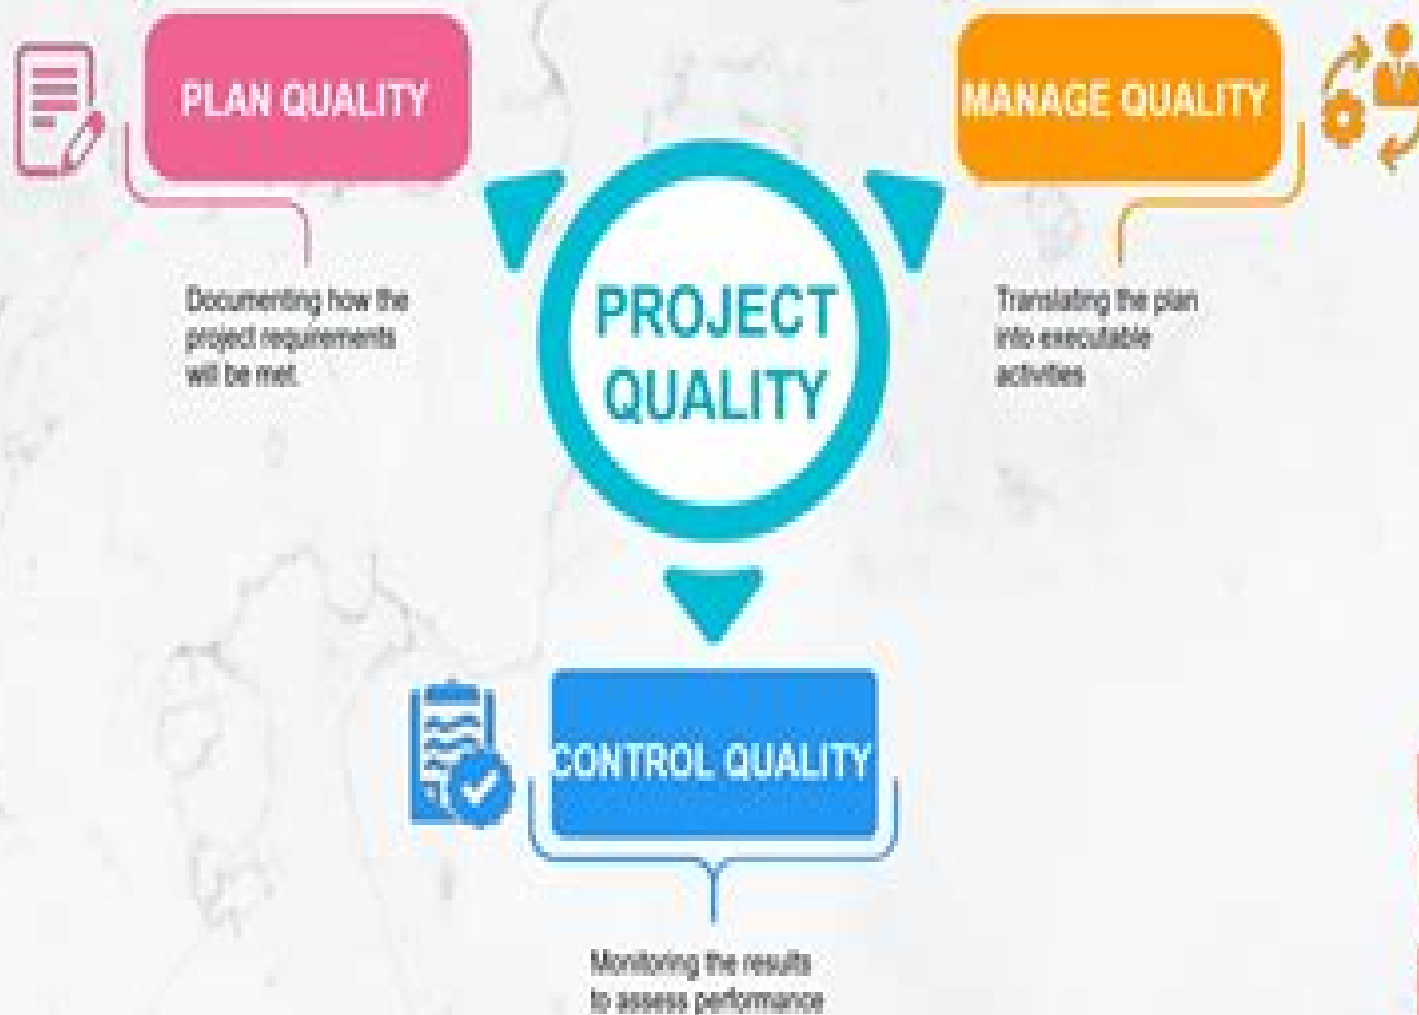 PLAN QUALITY
Documenting how the
project requirements
will be met.
MANAGE QUALITY
Translating the plan
into executable
activities
PROJECT
QUALITY
CONTROL QUALITY
Monitoring the results
to assess performance